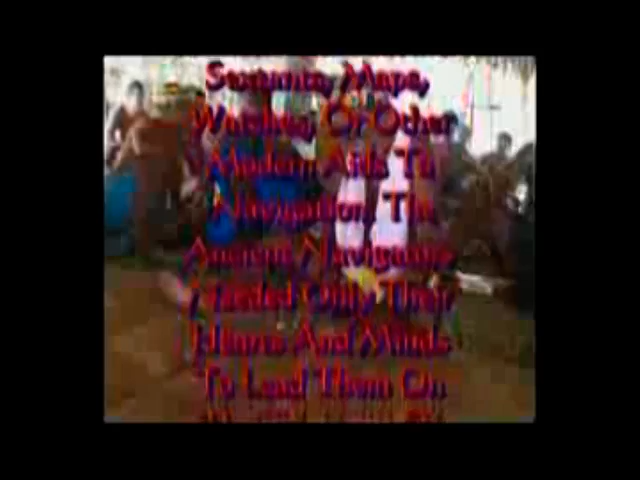 Sextants, Maps,
Watches, Or Other
Modern Aids To
Navigation, The
Ancient Navigators
Needed Only Their
Hearts And Minds
To Lead Them On